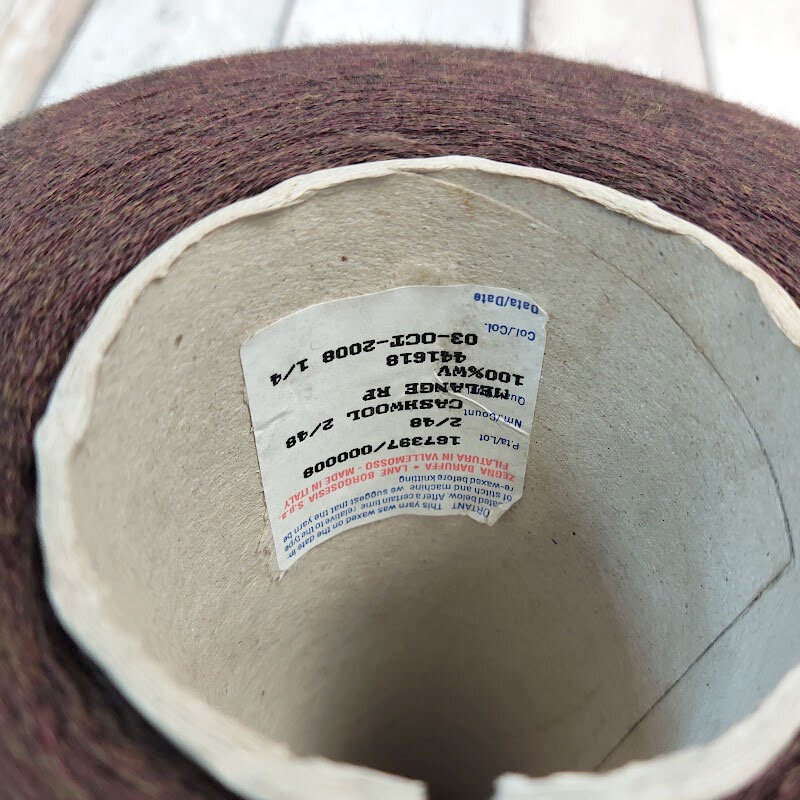 ORTANT This yarn was waxed on the date in-
cated below. After a certain time, relative to the type
of stitch and machine we suggest that the yarn be
re-waxed before knitting
ZEGNA BARUFFA • LANE BORGOSESIA S.p.a.
FILATURA IN VALLEMOSSO - MADE IN ITALY
P.ta/Lot 167397/000008
Nm./Count 2/48
CASHWOOL 2/48
MELANGE RP
100%WV
Col./Col. 441618
Data/Date 03-OCT-2008 1/4